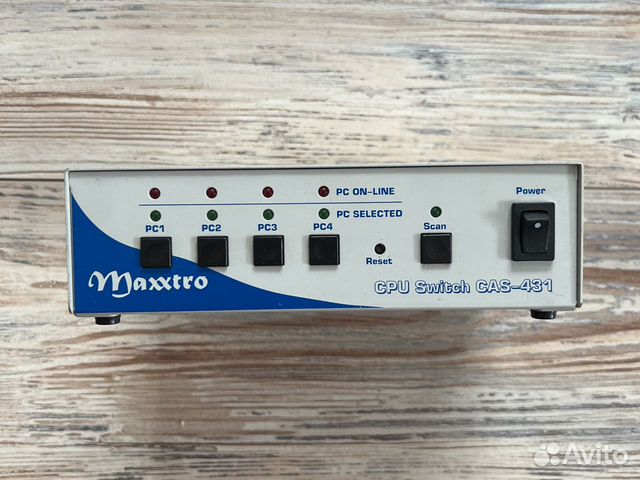 PC ON-LINE
PC SELECTED
PC1 PC2 PC3 PC4
Reset
Scan
Power
Maxxtro
CPU Switch CAS-431
Avito